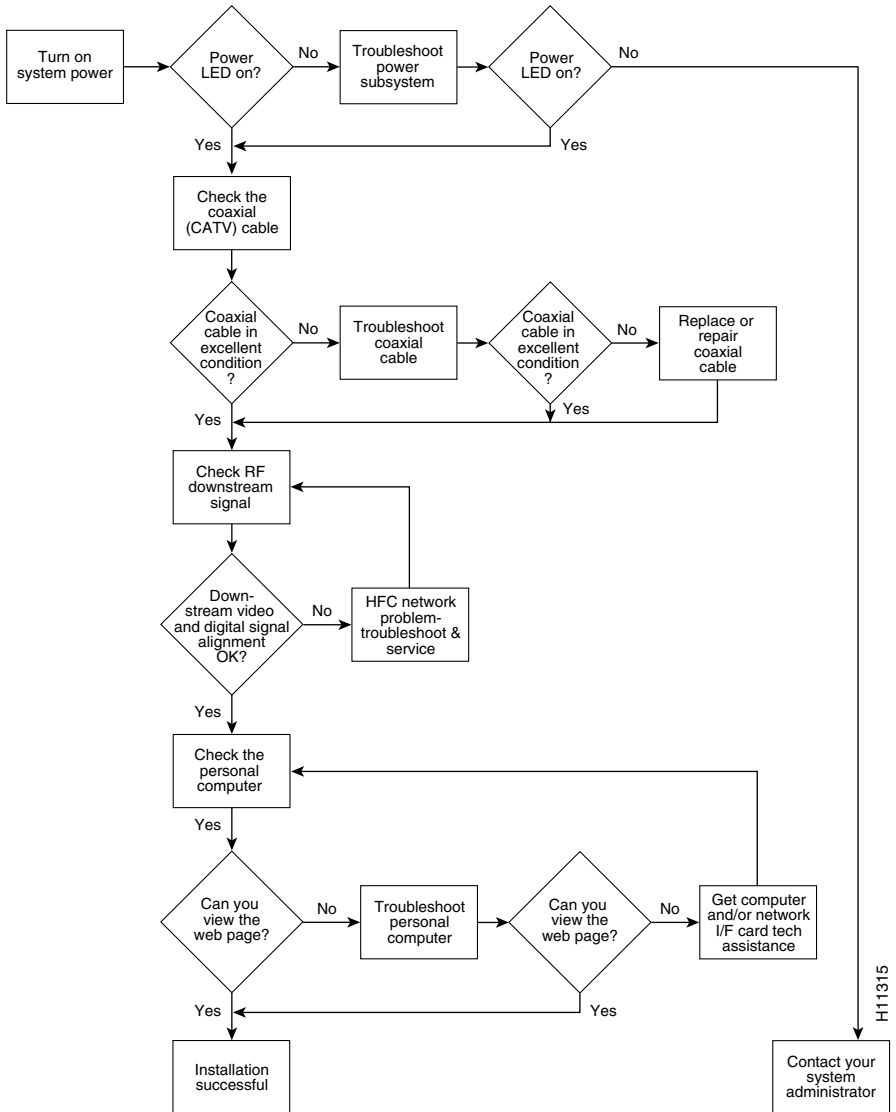 Turn on
system power
Power
LED on?
No
Troubleshoot
power
subsystem
Power
LED on?
No
Yes
Yes
Check the
coaxial
(CATV) cable
Coaxial
cable in
excellent
condition
?
No
Troubleshoot
coaxial
cable
Coaxial
cable in
excellent
condition
?
No
Replace or
repair
coaxial
cable
Yes
Yes
Check RF
downstream
signal
Down-
stream video
and digital signal
alignment
OK?
No
HFC network
problem-
troubleshoot &
service
Yes
Check the
personal
computer
Yes
Can you
view the
web page?
No
Troubleshoot
personal
computer
Can you
view the
web page?
No
Get computer
and/or network
I/F card tech
assistance
Yes
Yes
Installation
successful
Contact your
system
administrator
H11315